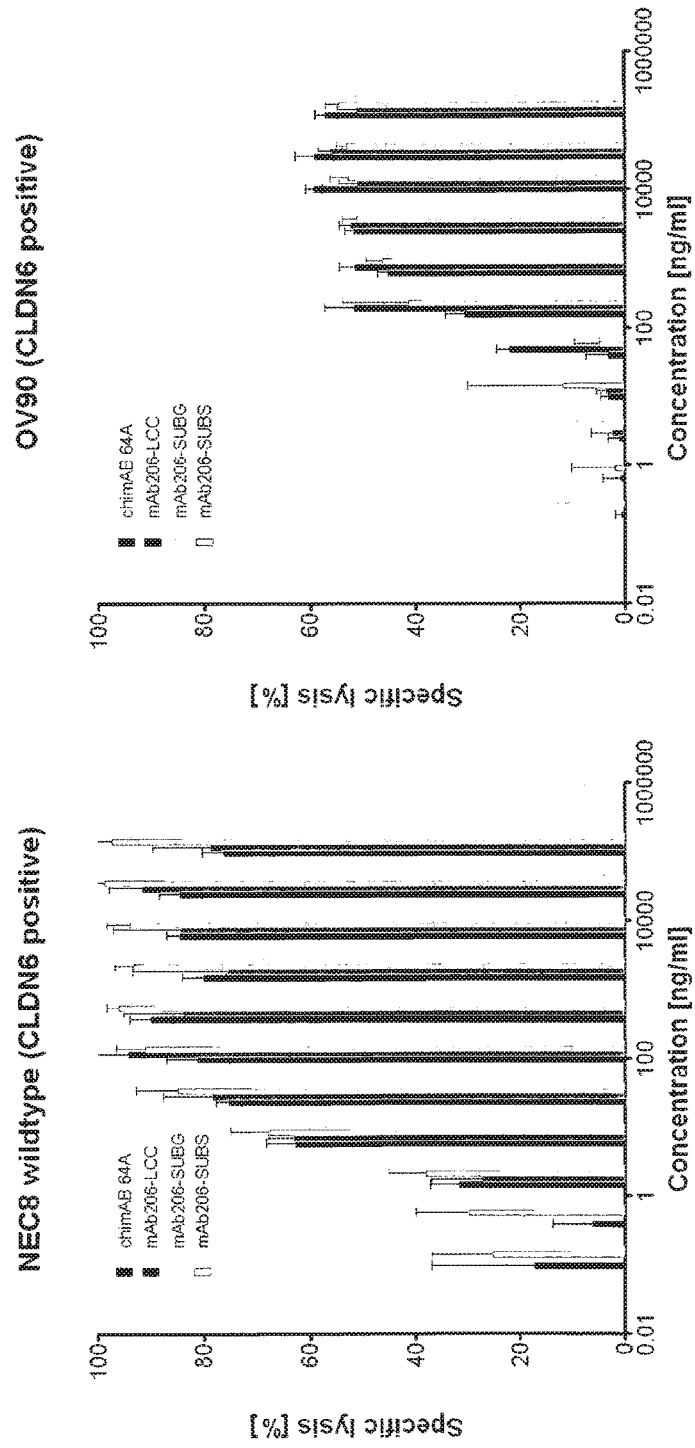 NEC8 wildtype (CLDN6 positive)
chimAB 64A
mAb206-LCC
mAb206-SUBG
mAb206-SUBS
Specific lysis [%]
100
80
60
40
20
0
0.01
1
100
10000
1000000
Concentration [ng/ml]
OV90 (CLDN6 positive)
chimAB 64A
mAb206-LCC
mAb206-SUBG
mAb206-SUBS
Specific lysis [%]
100
80
60
40
20
0
0.01
1
100
10000
1000000
Concentration [ng/ml]